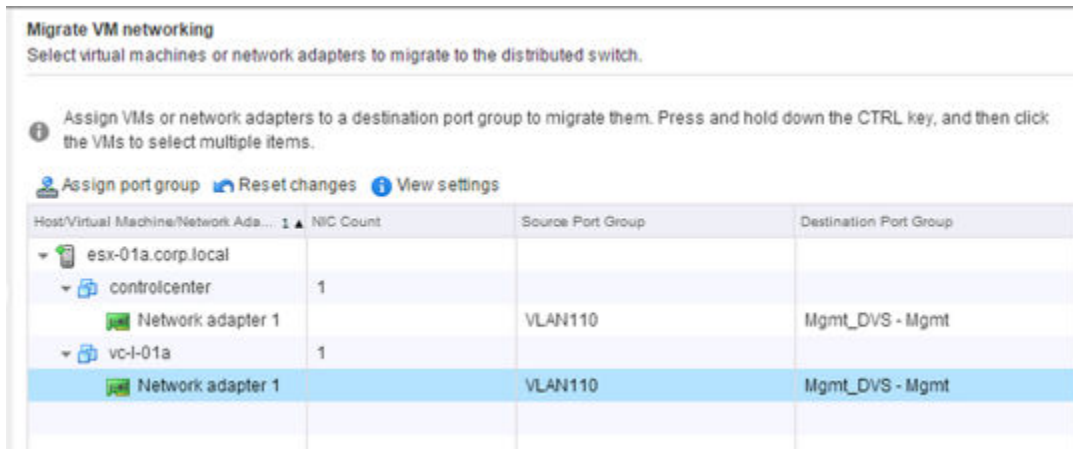 Migrate VM networking
Select virtual machines or network adapters to migrate to the distributed switch.
Assign VMs or network adapters to a destination port group to migrate them. Press and hold down the CTRL key, and then click
the VMs to select multiple items.
Assign port group Reset changes View settings
Host/Virtual Machine/Network Ada... 1 ▲ NIC Count Source Port Group Destination Port Group
esx-01a.corp.local
controlcenter 1
Network adapter 1 VLAN110 Mgmt_DVS - Mgmt
vc-l-01a 1
Network adapter 1 VLAN110 Mgmt_DVS - Mgmt